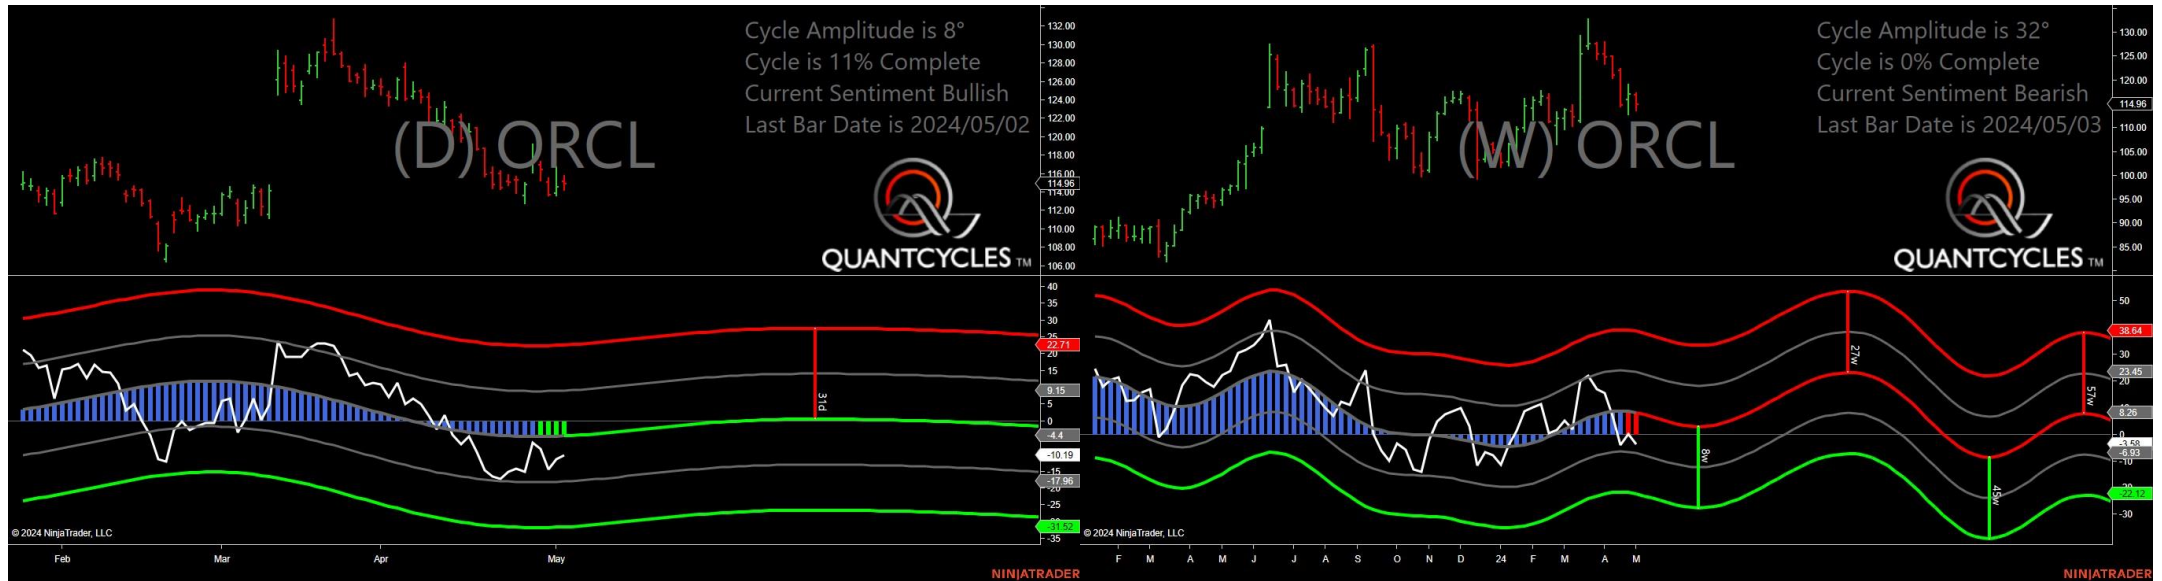 Cycle Amplitude is 8°
Cycle is 11% Complete
Current Sentiment Bullish
Last Bar Date is 2024/05/02
(D) ORCL
QUANTCYCLES TM
132.00
130.00
128.00
126.00
124.00
122.00
120.00
118.00
116.00
114.96
114.00
112.00
110.00
108.00
106.00
40
35
30
25
22.71
20
15
9.15
5
0
-4.4
-10.19
-15
-17.96
-20
-25
-31.52
-35
31d
© 2024 NinjaTrader, LLC
Feb
Mar
Apr
May
NINJATRADER
Cycle Amplitude is 32°
Cycle is 0% Complete
Current Sentiment Bearish
Last Bar Date is 2024/05/03
(W) ORCL
QUANTCYCLES TM
130.00
125.00
120.00
114.96
110.00
105.00
100.00
95.00
90.00
85.00
50
38.64
30
23.45
20
8.26
0
-3.58
-6.93
-10
-22.12
-30
8w
27w
45w
57w
© 2024 NinjaTrader, LLC
F
M
A
M
J
J
A
S
O
N
D
24
F
M
A
M
NINJATRADER